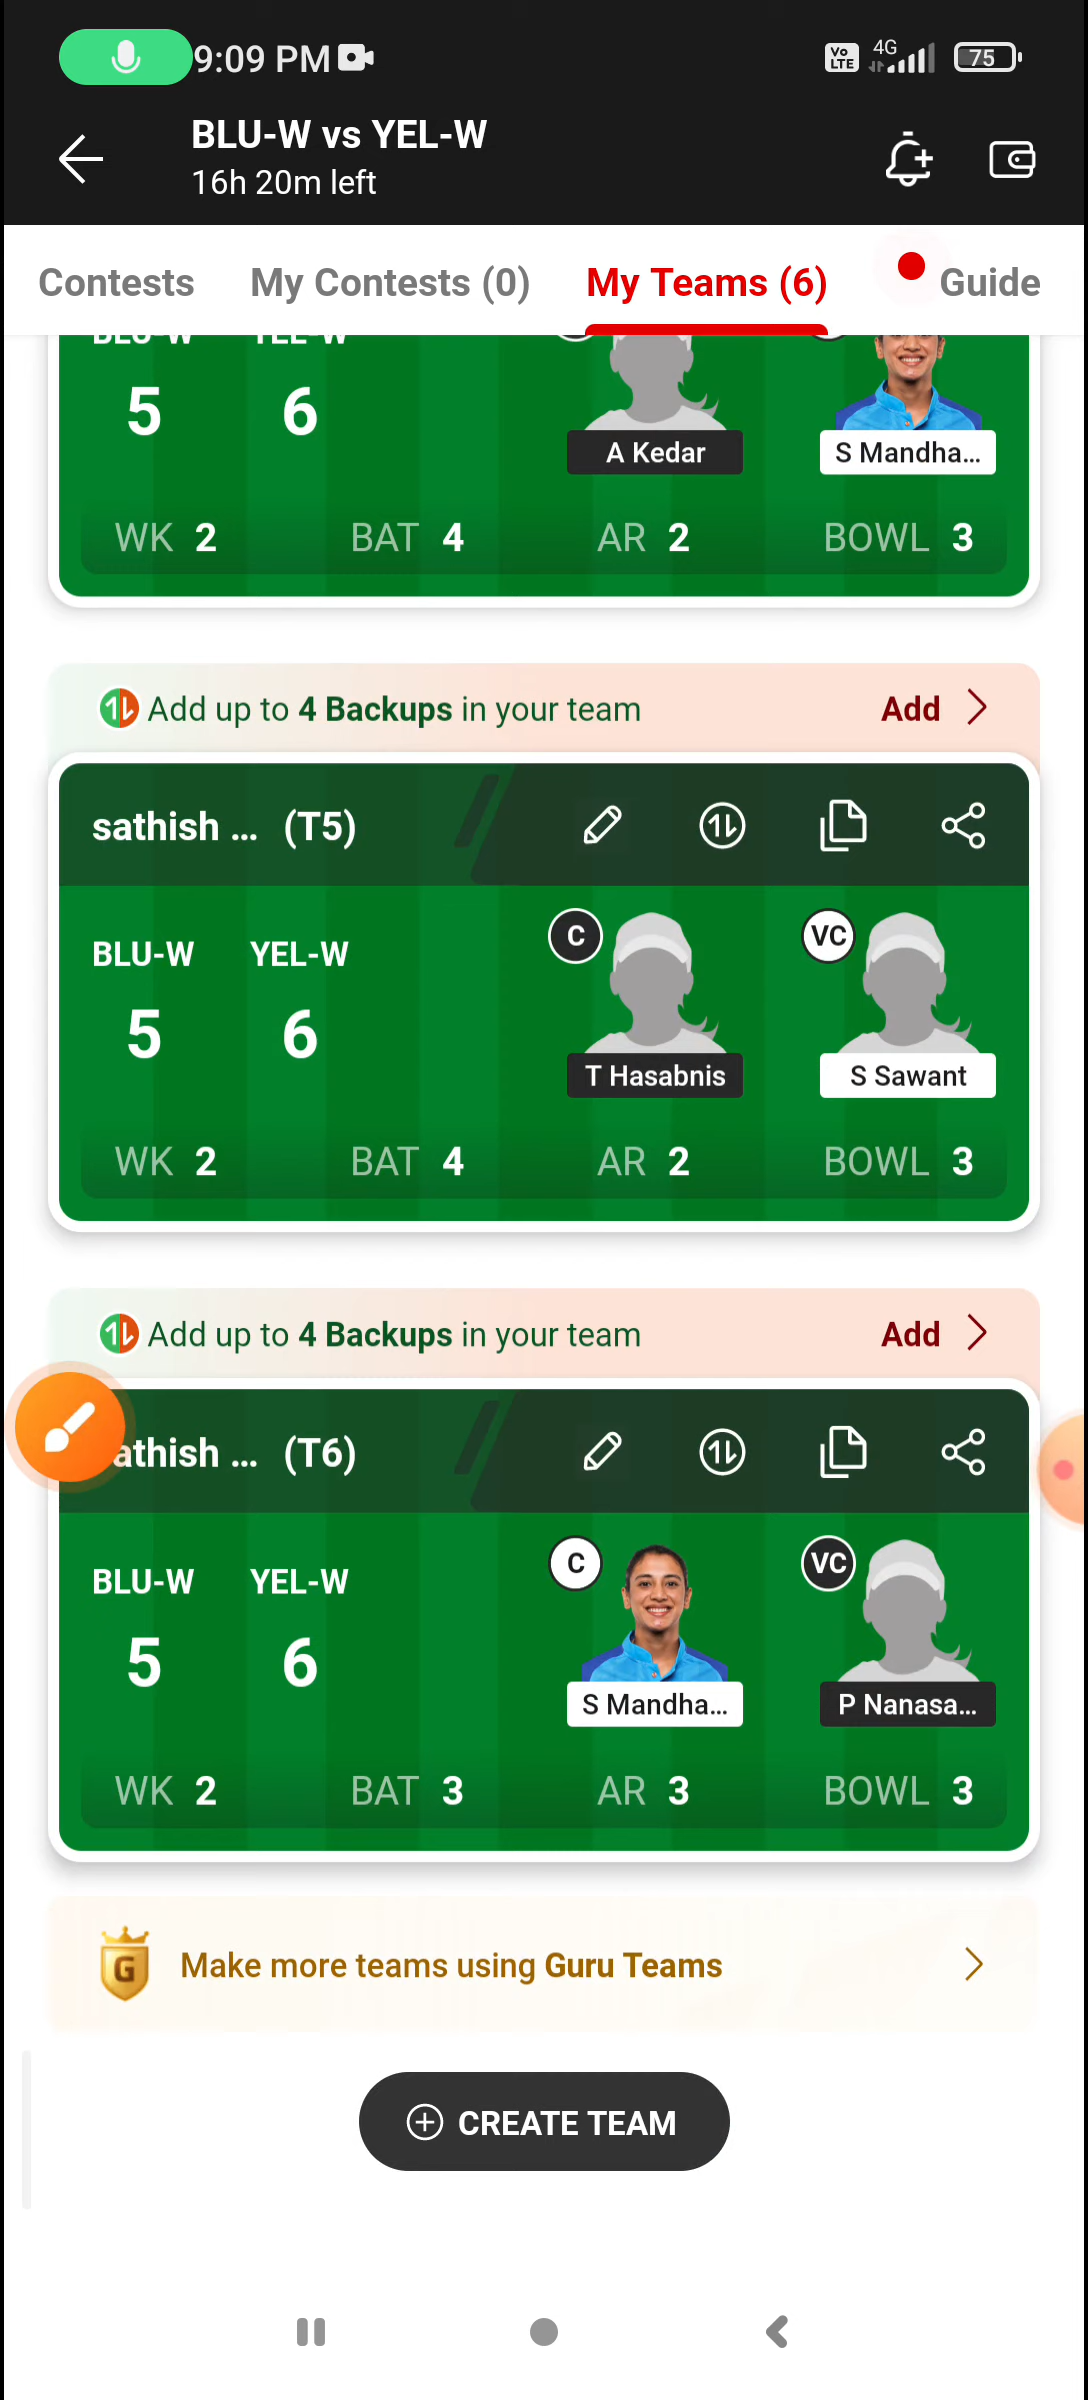 9:09 PM
Vo LTE 4G 75
BLU-W vs YEL-W
16h 20m left
Contests My Contests (0) My Teams (6) Guide
BLU-W YEL-W
5 6
A Kedar S Mandha...
WK 2 BAT 4 AR 2 BOWL 3
Add up to 4 Backups in your team Add
sathish ... (T5)
BLU-W YEL-W C VC
5 6
T Hasabnis S Sawant
WK 2 BAT 4 AR 2 BOWL 3
Add up to 4 Backups in your team Add
athish ... (T6)
BLU-W YEL-W C VC
5 6
S Mandha... P Nanasa...
WK 2 BAT 3 AR 3 BOWL 3
G Make more teams using Guru Teams
CREATE TEAM